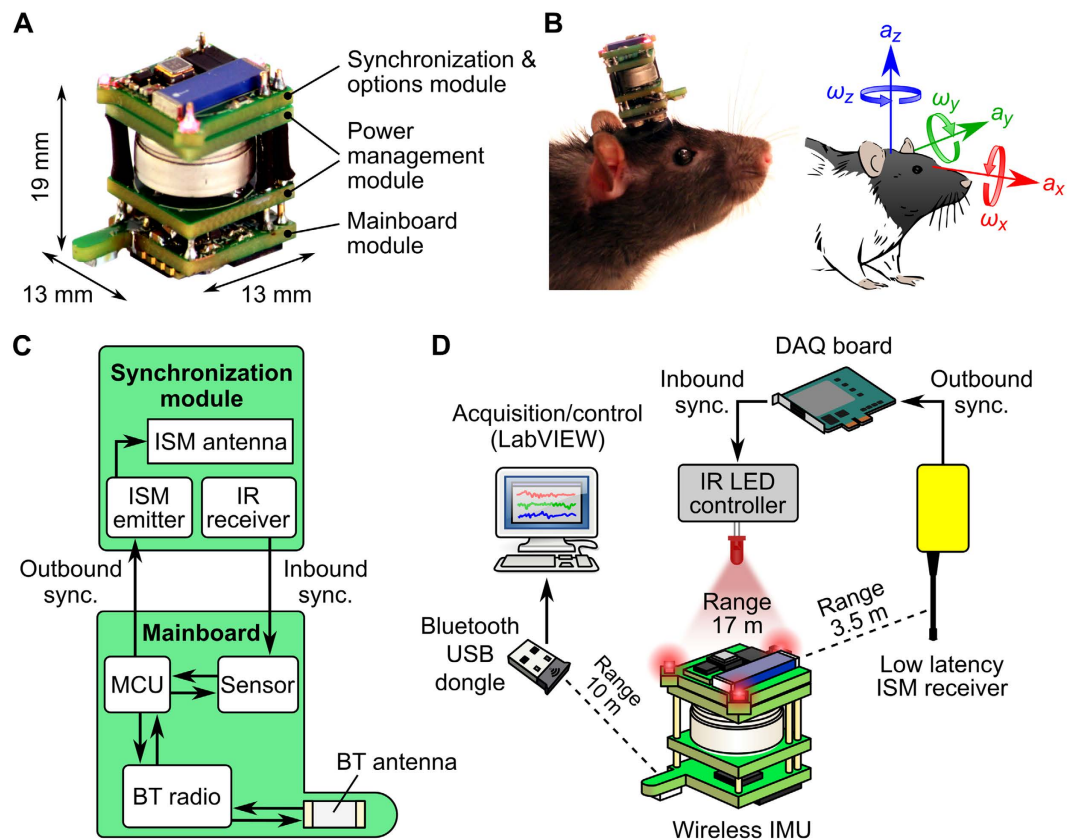 A
Synchronization &
options module
Power
management
module
Mainboard
module
19 mm
13 mm
13 mm
B
a_z
ω_z
ω_y
a_y
a_x
ω_x
C
Synchronization
module
ISM antenna
ISM
emitter
IR
receiver
Outbound
sync.
Inbound
sync.
Mainboard
MCU
Sensor
BT radio
BT antenna
D
DAQ board
Inbound
sync.
Outbound
sync.
Acquisition/control
(LabVIEW)
IR LED
controller
Range
17 m
Range
3.5 m
Bluetooth
USB
dongle
Range
10 m
Low latency
ISM receiver
Wireless IMU